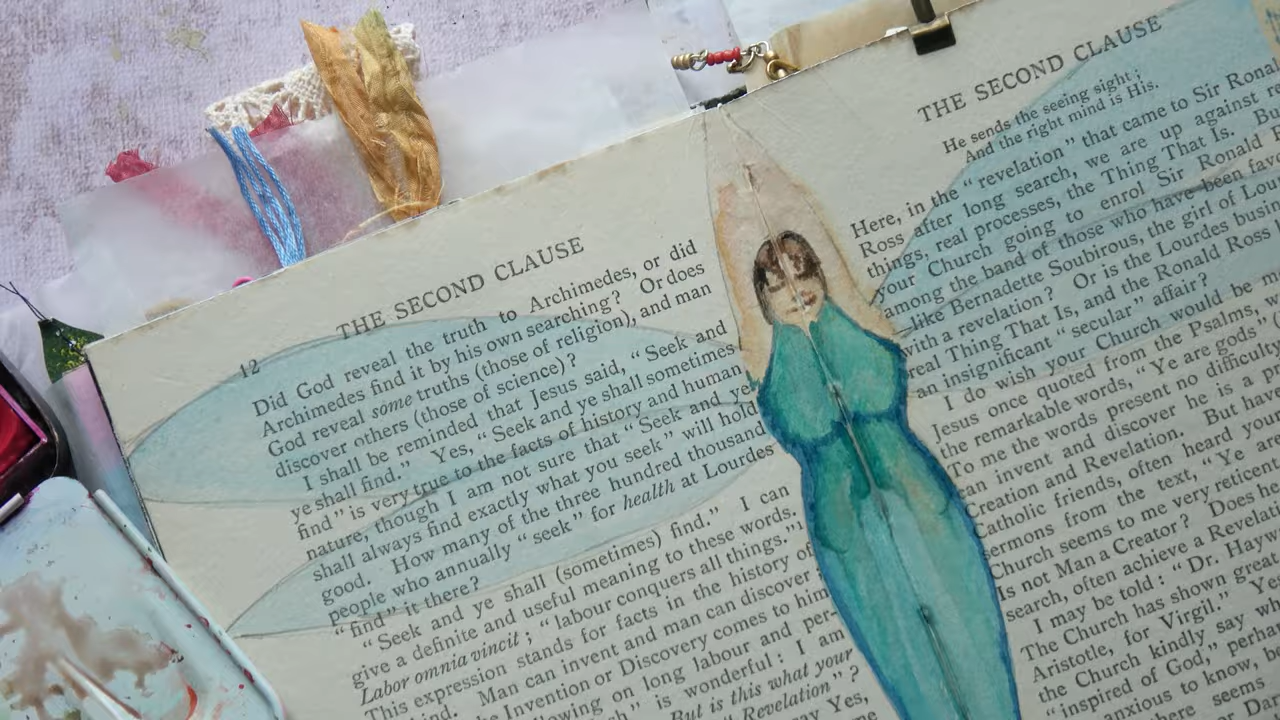 12
THE SECOND CLAUSE
Did God reveal the truth to Archimedes, or did
Archimedes find it by his own searching? Or does
God reveal some truths (those of religion), and man
discover others (those of science)?
I shall be reminded that Jesus said, “Seek and
ye shall find.” Yes, “Seek and ye shall sometimes
find” is very true to the facts of history and human
nature, though I am not sure that “Seek and ye
shall always find exactly what you seek” will hold
good. How many of the three hundred thousand
people who annually “seek” for health at Lourdes
“find” it there?
“Seek and ye shall (sometimes) find.” I can
give a definite and useful meaning to these words.
Labor omnia vincit; “labour conquers all things.”
This expression stands for facts in the history of
Man can invent and man can discover
Invention or Discovery comes to him
on long labour and
is wonderful: I am
But is this what your
Revelation”?
Yes,
THE SECOND CLAUSE
He sends the seeing sight;
And the right mind is His.
Here, in the “revelation” that came to Sir
Ross after long search, we are up against
things, real processes, the Thing That Is.
your Church going to enrol Sir Ronald
among the band of those who have been
like Bernadette Soubirous, the girl of
with a revelation? Or is the Lourdes
real Thing That Is, and the Ronald Ross
an insignificant “secular” affair?
I do wish your Church would be
Jesus once quoted from the Psalms,
the remarkable words, “Ye are gods”
To me the words present no difficulty
can invent and discover he is a
Creation and Revelation. But have
Catholic friends, often heard your
sermons from the text, “Ye
Church seems to me very reticent
Is not Man a Creator? Does he
search, often achieve a
I may be told: “Dr.
The Church has shown great
Aristotle, for Virgil.” Yes,
the Church kindly say
“inspired of God,” perhaps
anxious to know,
seems